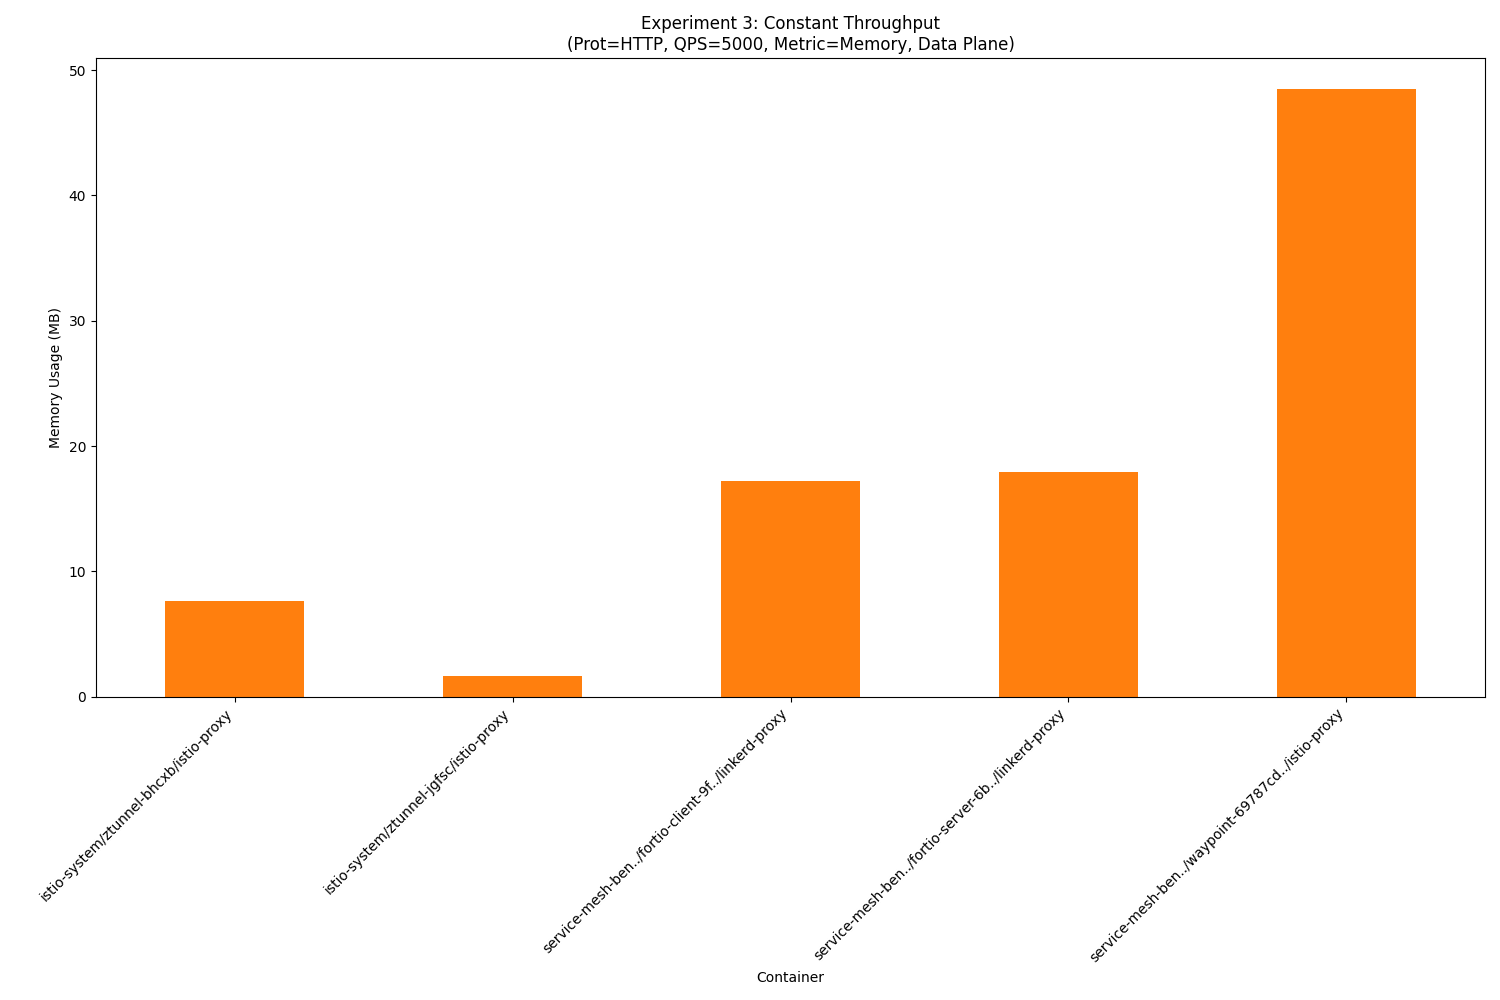 Experiment 3: Constant Throughput
(Prot=HTTP, QPS=5000, Metric=Memory, Data Plane)
Memory Usage (MB)
50
40
30
20
10
0
istio-system/ztunnel-bhcxb/istio-proxy
istio-system/ztunnel-jgfsc/istio-proxy
service-mesh-ben../fortio-client-9f../linkerd-proxy
service-mesh-ben../fortio-server-6b../linkerd-proxy
service-mesh-ben../waypoint-69787cd../istio-proxy
Container